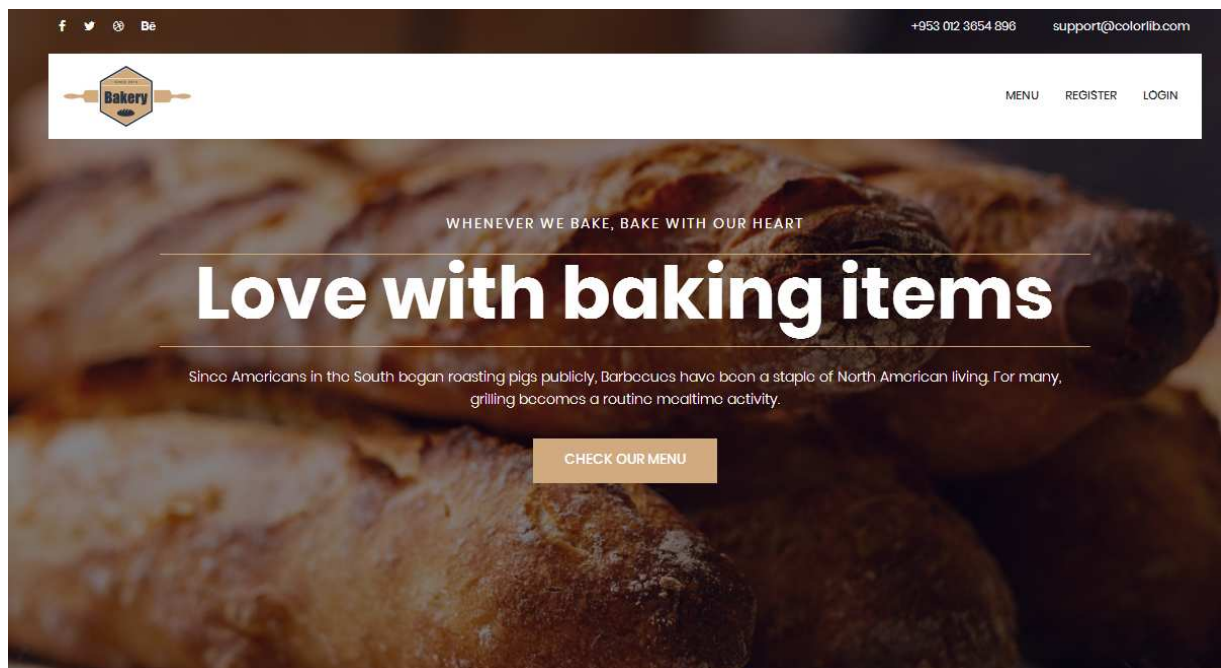 Bē
+953 012 3654 896 support@colorlib.com
Bakery
MENU REGISTER LOGIN
WHENEVER WE BAKE, BAKE WITH OUR HEART
Love with baking items
Since Americans in the South began roasting pigs publicly, Barbecues have been a staple of North American living. For many,
grilling becomes a routine mealtime activity.
CHECK OUR MENU